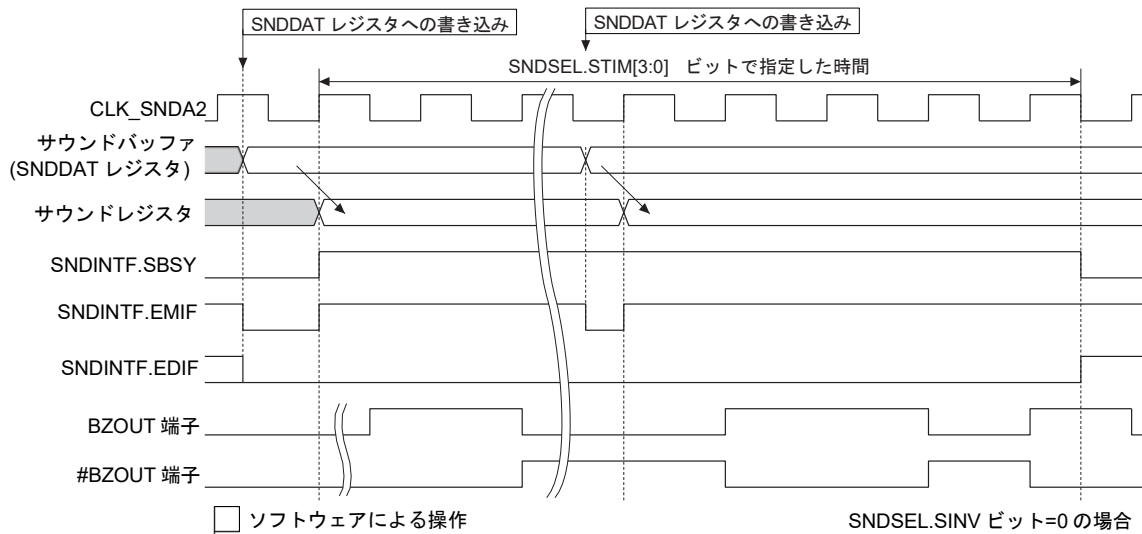 SNDDAT レジスタへの書き込み
SNDDAT レジスタへの書き込み
SNDSEL.STIM[3:0] ビットで指定した時間
CLK_SNDA2
サウンドバッファ
(SNDDAT レジスタ)
サウンドレジスタ
SNDINTF.SBSY
SNDINTF.EMIF
SNDINTF.EDIF
BZOUT 端子
#BZOUT 端子
ソフトウェアによる操作
SNDSEL.SINV ビット=0 の場合